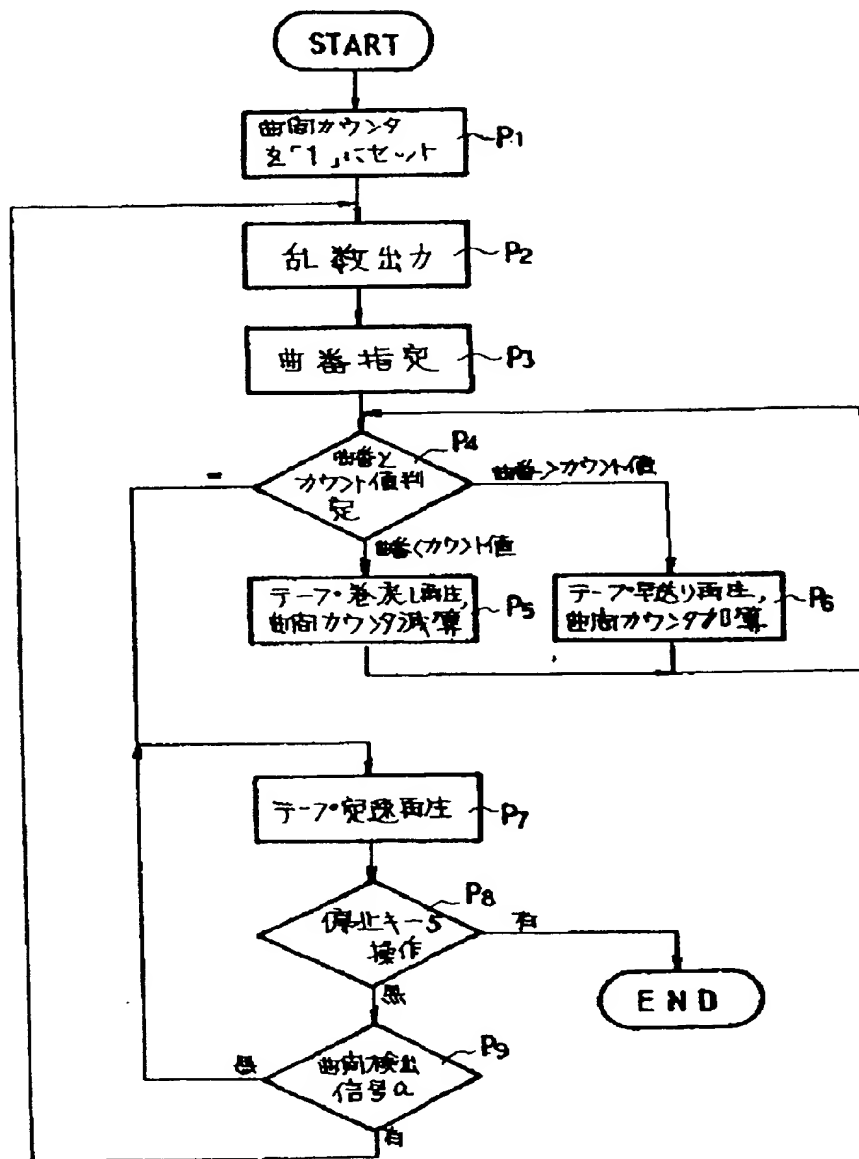 START
曲間カウンタ
を「1」にセット
P1
乱数出力
P2
曲番指定
P3
曲番と
カウント値判
定
P4
=
曲番>カウント値
曲番<カウント値
テープ巻戻し再生,
曲間カウンタ減算
P5
テープ早送り再生,
曲間カウンタ加算
P6
テープ定速再生
P7
停止キー5
操作
P8
有
無
END
曲間検出
信号a
P9
無
有